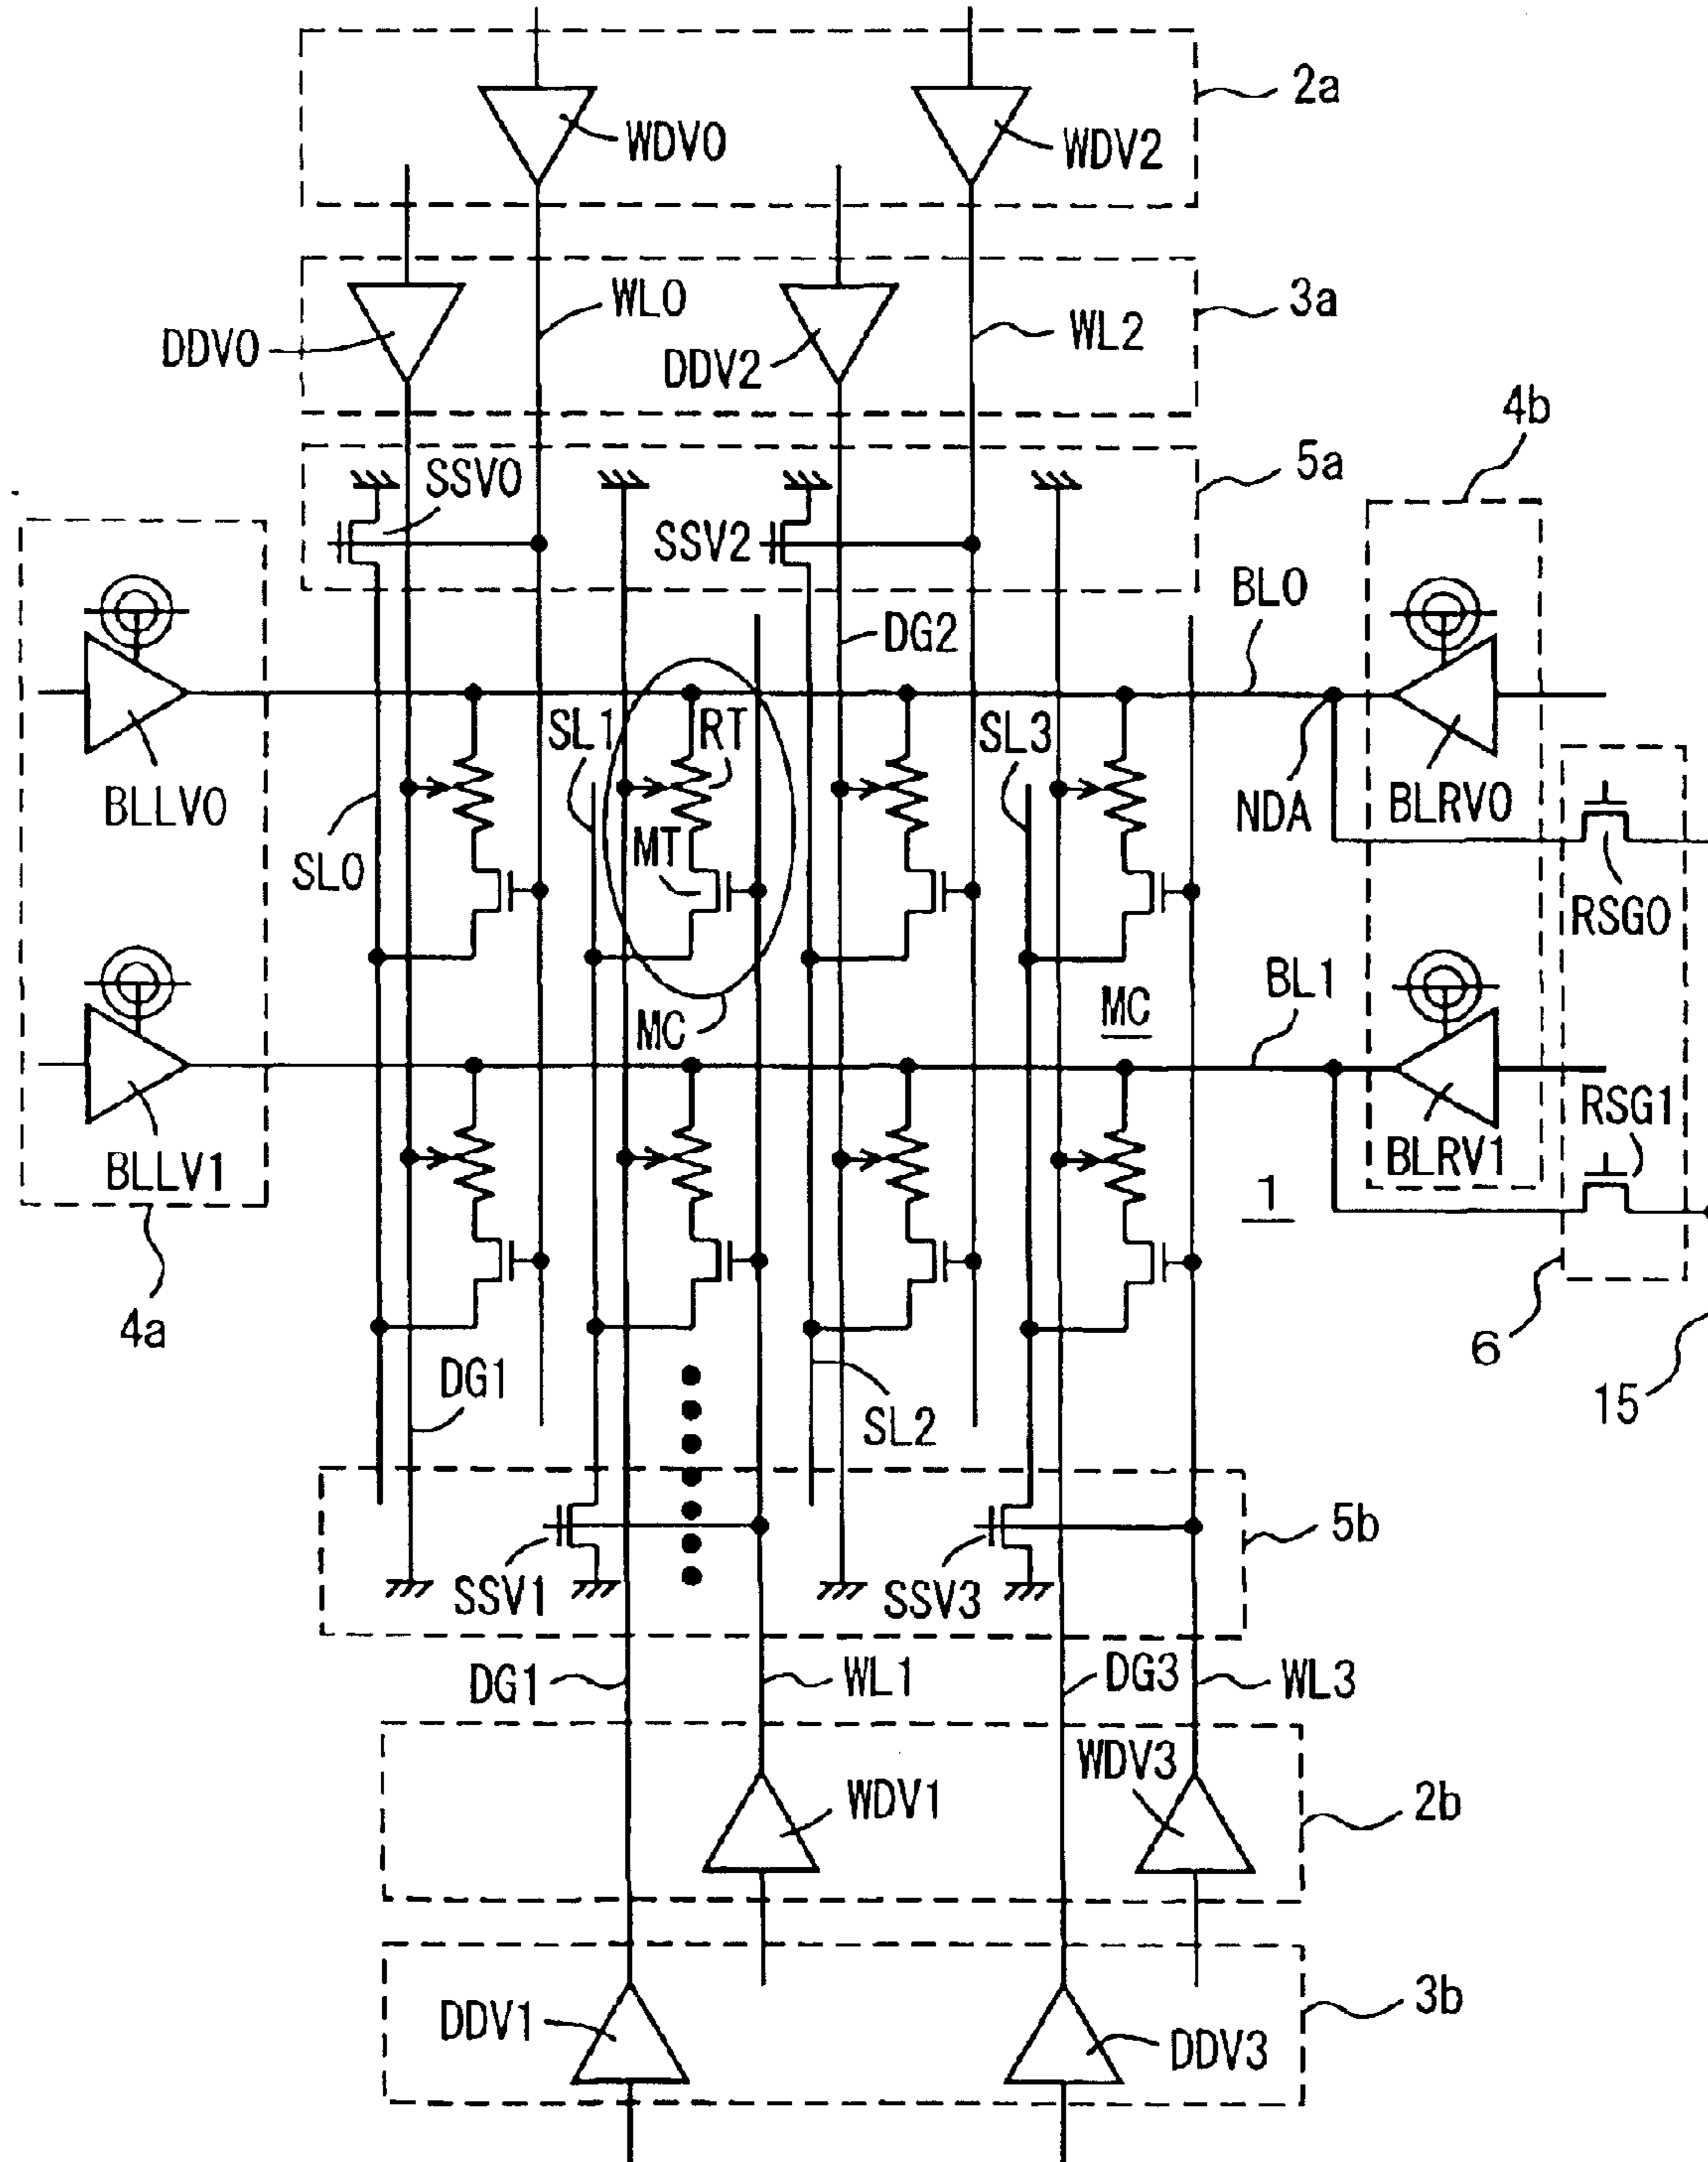 2a
WDV0
WDV2
WL0
3a
DDV0
WL2
DDV2
4b
SSV0
5a
SSV2
BL0
DG2
SL1
RT
SL3
BLLV0
NDA
BLRV0
MT
SL0
RSG0
BL1
MC
MC
RSG1
BLLV1
BLRV1
1
4a
6
DG1
15
SL2
5b
SSV1
SSV3
DG1
WL1
DG3
WL3
WDV3
WDV1
2b
3b
DDV1
DDV3